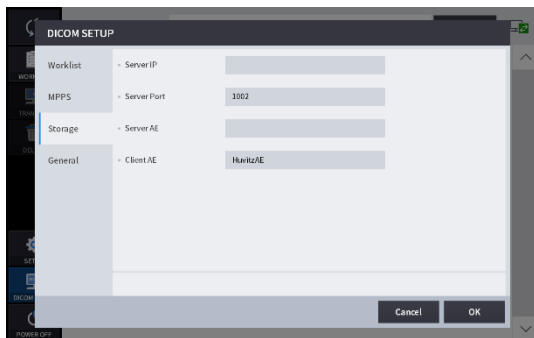 DICOM SETUP
Worklist
Server IP
MPPS
Server Port
1002
Storage
Server AE
General
Client AE
HuvitzAE
DICOM
POWER OFF
Cancel
OK